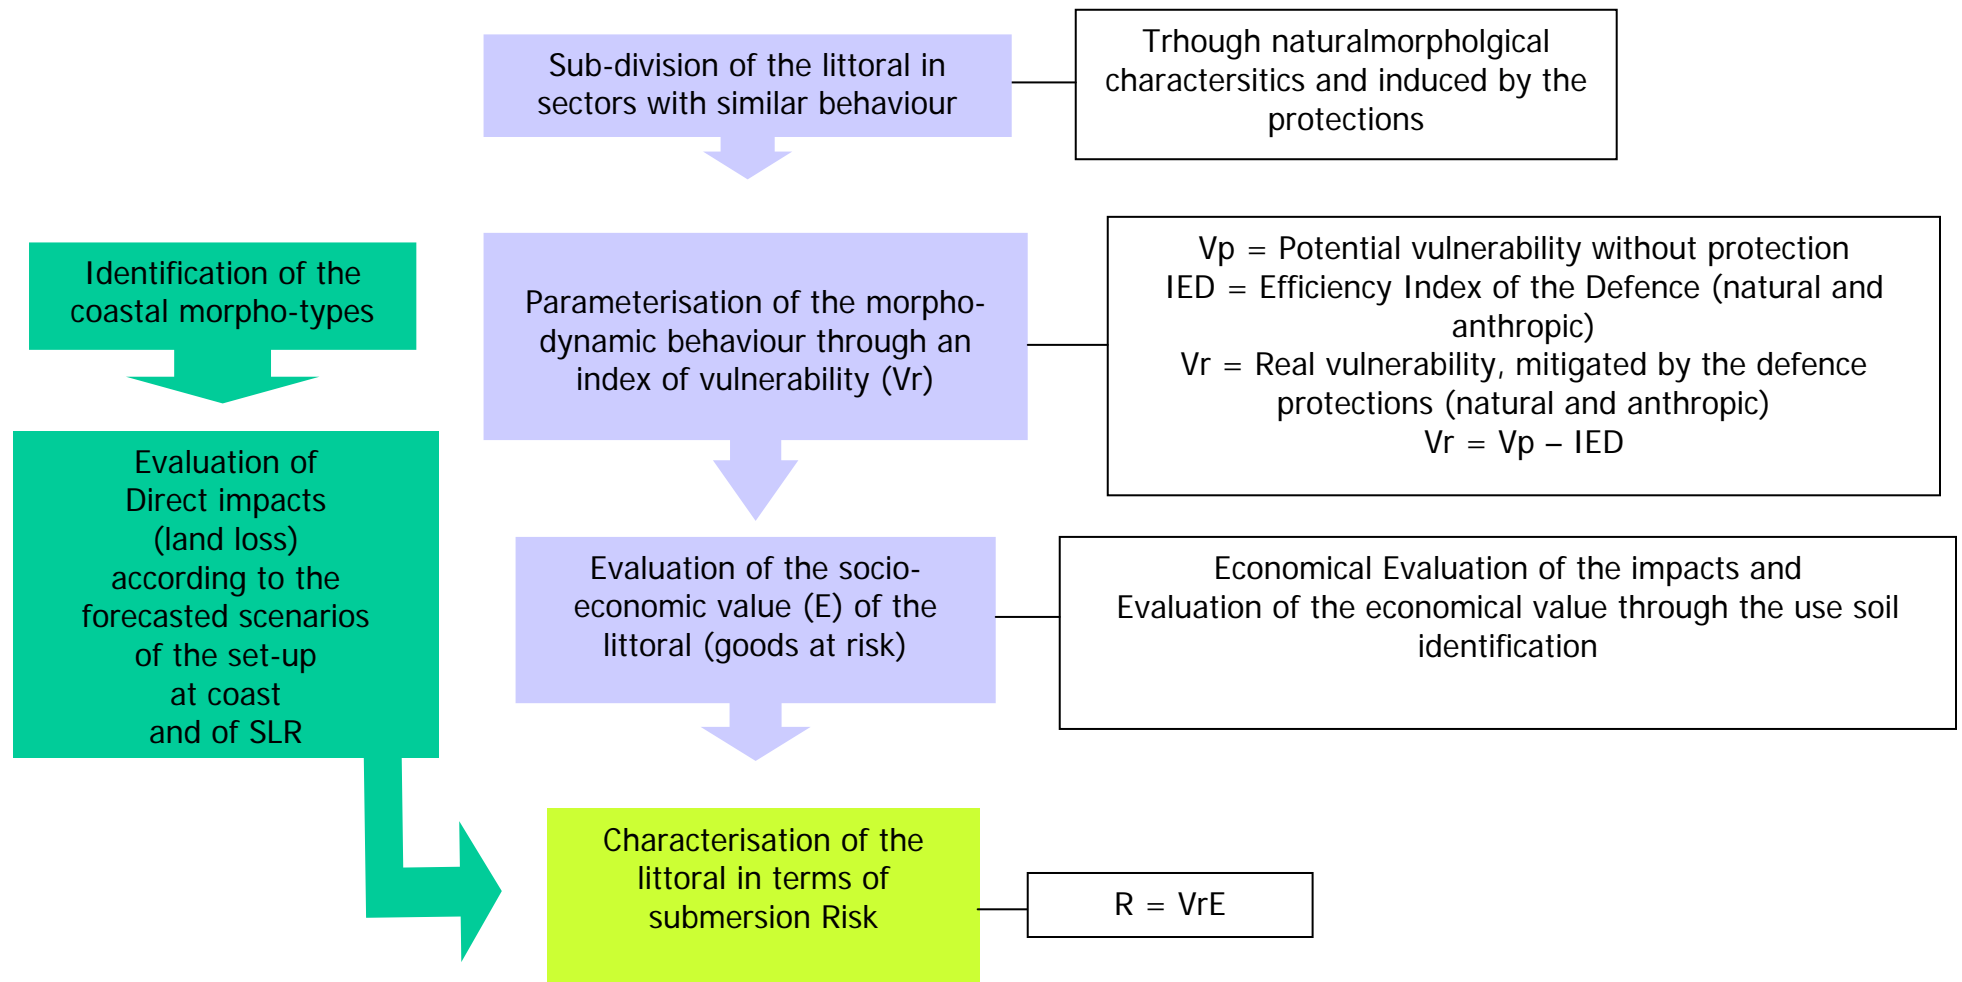 Sub-division of the littoral in
sectors with similar behaviour
Trhough naturalmorpholgical
charactersitics and induced by the
protections
Identification of the
coastal morpho-types
Parameterisation of the morpho-
dynamic behaviour through an
index of vulnerability (Vr)
Vp = Potential vulnerability without protection
IED = Efficiency Index of the Defence (natural and
anthropic)
Vr = Real vulnerability, mitigated by the defence
protections (natural and anthropic)
Vr = Vp – IED
Evaluation of
Direct impacts
(land loss)
according to the
forecasted scenarios
of the set-up
at coast
and of SLR
Evaluation of the socio-
economic value (E) of the
littoral (goods at risk)
Economical Evaluation of the impacts and
Evaluation of the economical value through the use soil
identification
Characterisation of the
littoral in terms of
submersion Risk
R = VrE